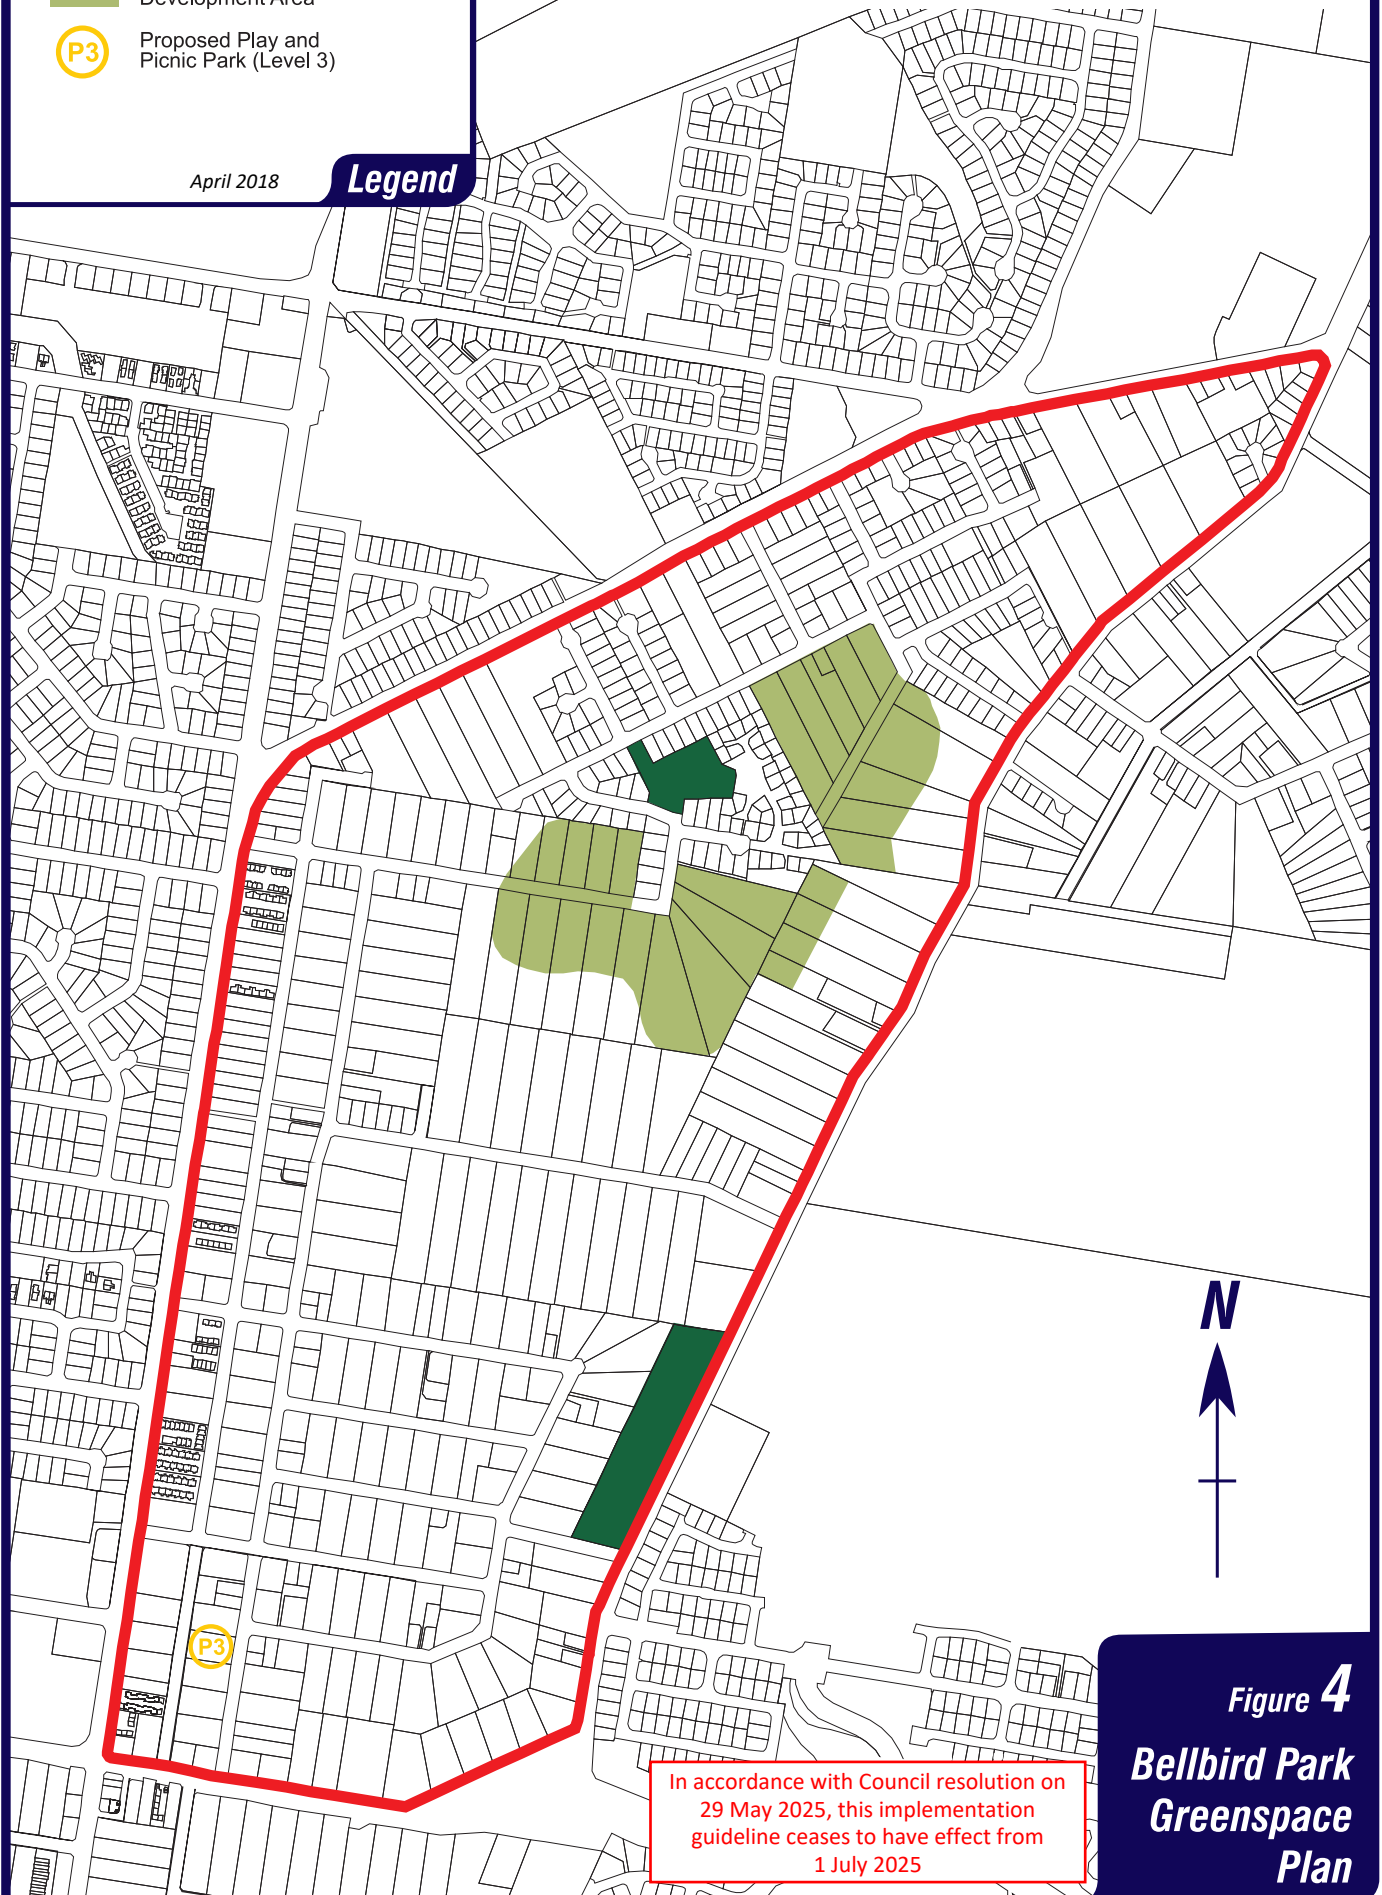 Development Area
P3
Proposed Play and
Picnic Park (Level 3)
April 2018
Legend
N
P3
Figure 4
Bellbird Park
Greenspace
Plan
In accordance with Council resolution on
29 May 2025, this implementation
guideline ceases to have effect from
1 July 2025